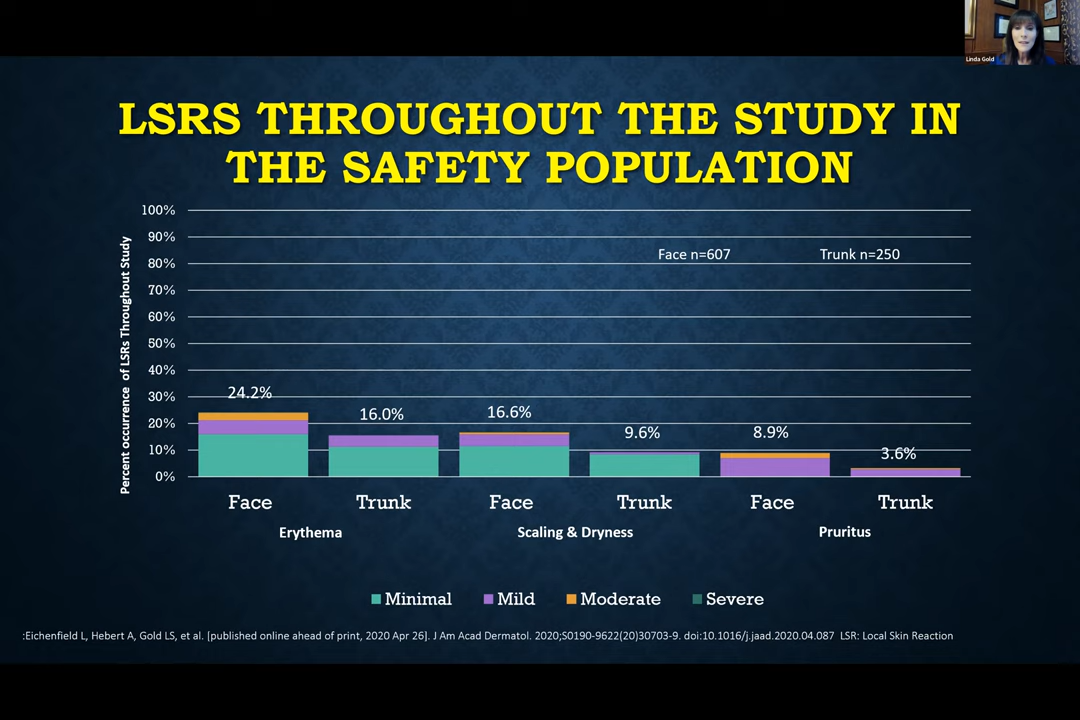 Linda Gold
LSRS THROUGHOUT THE STUDY IN
THE SAFETY POPULATION
Percent occurrence of LSRs Throughout Study
100%
90%
80%
70%
60%
50%
40%
30%
20%
10%
0%
Face n=607
Trunk n=250
24.2%
16.0%
16.6%
9.6%
8.9%
3.6%
Face
Trunk
Face
Trunk
Face
Trunk
Erythema
Scaling & Dryness
Pruritus
Minimal
Mild
Moderate
Severe
:Eichenfield L, Hebert A, Gold LS, et al. [published online ahead of print, 2020 Apr 26]. J Am Acad Dermatol. 2020;S0190-9622(20)30703-9. doi:10.1016/j.jaad.2020.04.087 LSR: Local Skin Reaction